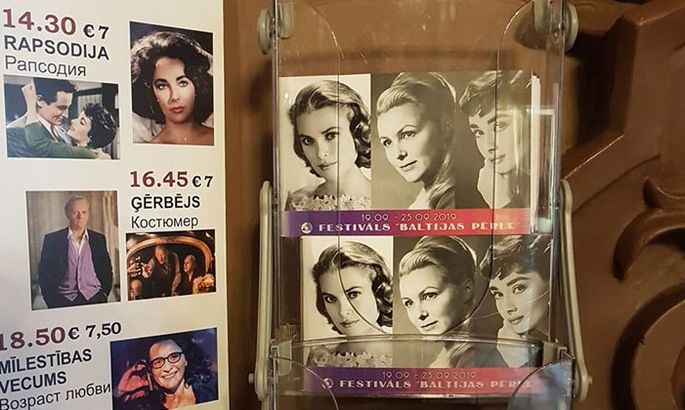 14.30 € 7
RAPSODIJA
Рапсодия
16.45 € 7
ĢĒRBĒJS
Костюмер
18.50 € 7,50
MĪLESTĪBAS
VECUMS
Возраст любви
19.09 - 25.09.2019
FESTIVĀLS "BALTIJAS PĒRLE"
19.09 - 25.09.2019
FESTIVĀLS "BALTIJAS PĒRLE"